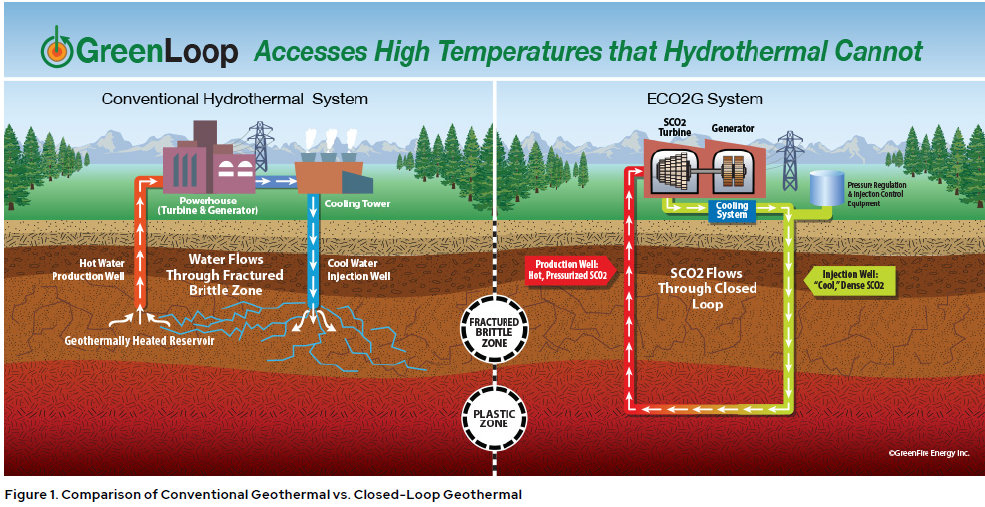 GreenLoop Accesses High Temperatures that Hydrothermal Cannot
Conventional Hydrothermal System
Powerhouse
(Turbine & Generator)
Cooling Tower
Hot Water
Production Well
Water Flows
Through Fractured
Brittle Zone
Cool Water
Injection Well
Geothermally Heated Reservoir
FRACTURED
BRITTLE
ZONE
PLASTIC
ZONE
ECO2G System
SCO2
Turbine
Generator
Cooling
System
Pressure Regulation
& Injection Control
Equipment
Production Well:
Hot, Pressurized SCO2
SCO2 Flows
Through Closed
Loop
Injection Well:
"Cool," Dense SCO2
©GreenFire Energy Inc.
Figure 1. Comparison of Conventional Geothermal vs. Closed-Loop Geothermal